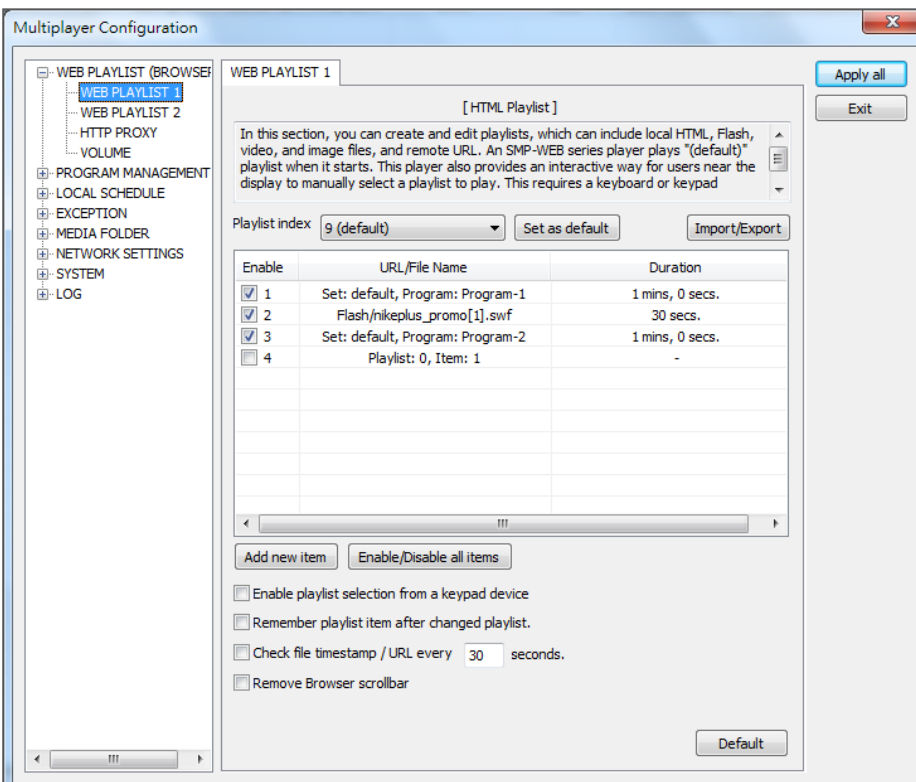 Multiplayer Configuration
WEB PLAYLIST (BROWSEF
WEB PLAYLIST 1
WEB PLAYLIST 2
HTTP PROXY
VOLUME
PROGRAM MANAGEMENT
LOCAL SCHEDULE
EXCEPTION
MEDIA FOLDER
NETWORK SETTINGS
SYSTEM
LOG
WEB PLAYLIST 1
[ HTML Playlist ]
In this section, you can create and edit playlists, which can include local HTML, Flash,
video, and image files, and remote URL. An SMP-WEB series player plays "(default)"
playlist when it starts. This player also provides an interactive way for users near the
display to manually select a playlist to play. This requires a keyboard or keypad
Playlist index 9 (default) Set as default Import/Export
Enable URL/File Name Duration
1 Set: default, Program: Program-1 1 mins, 0 secs.
2 Flash/nikeplus_promo[1].swf 30 secs.
3 Set: default, Program: Program-2 1 mins, 0 secs.
4 Playlist: 0, Item: 1 -
Add new item Enable/Disable all items
Enable playlist selection from a keypad device
Remember playlist item after changed playlist.
Check file timestamp / URL every 30 seconds.
Remove Browser scrollbar
Default
Apply all
Exit